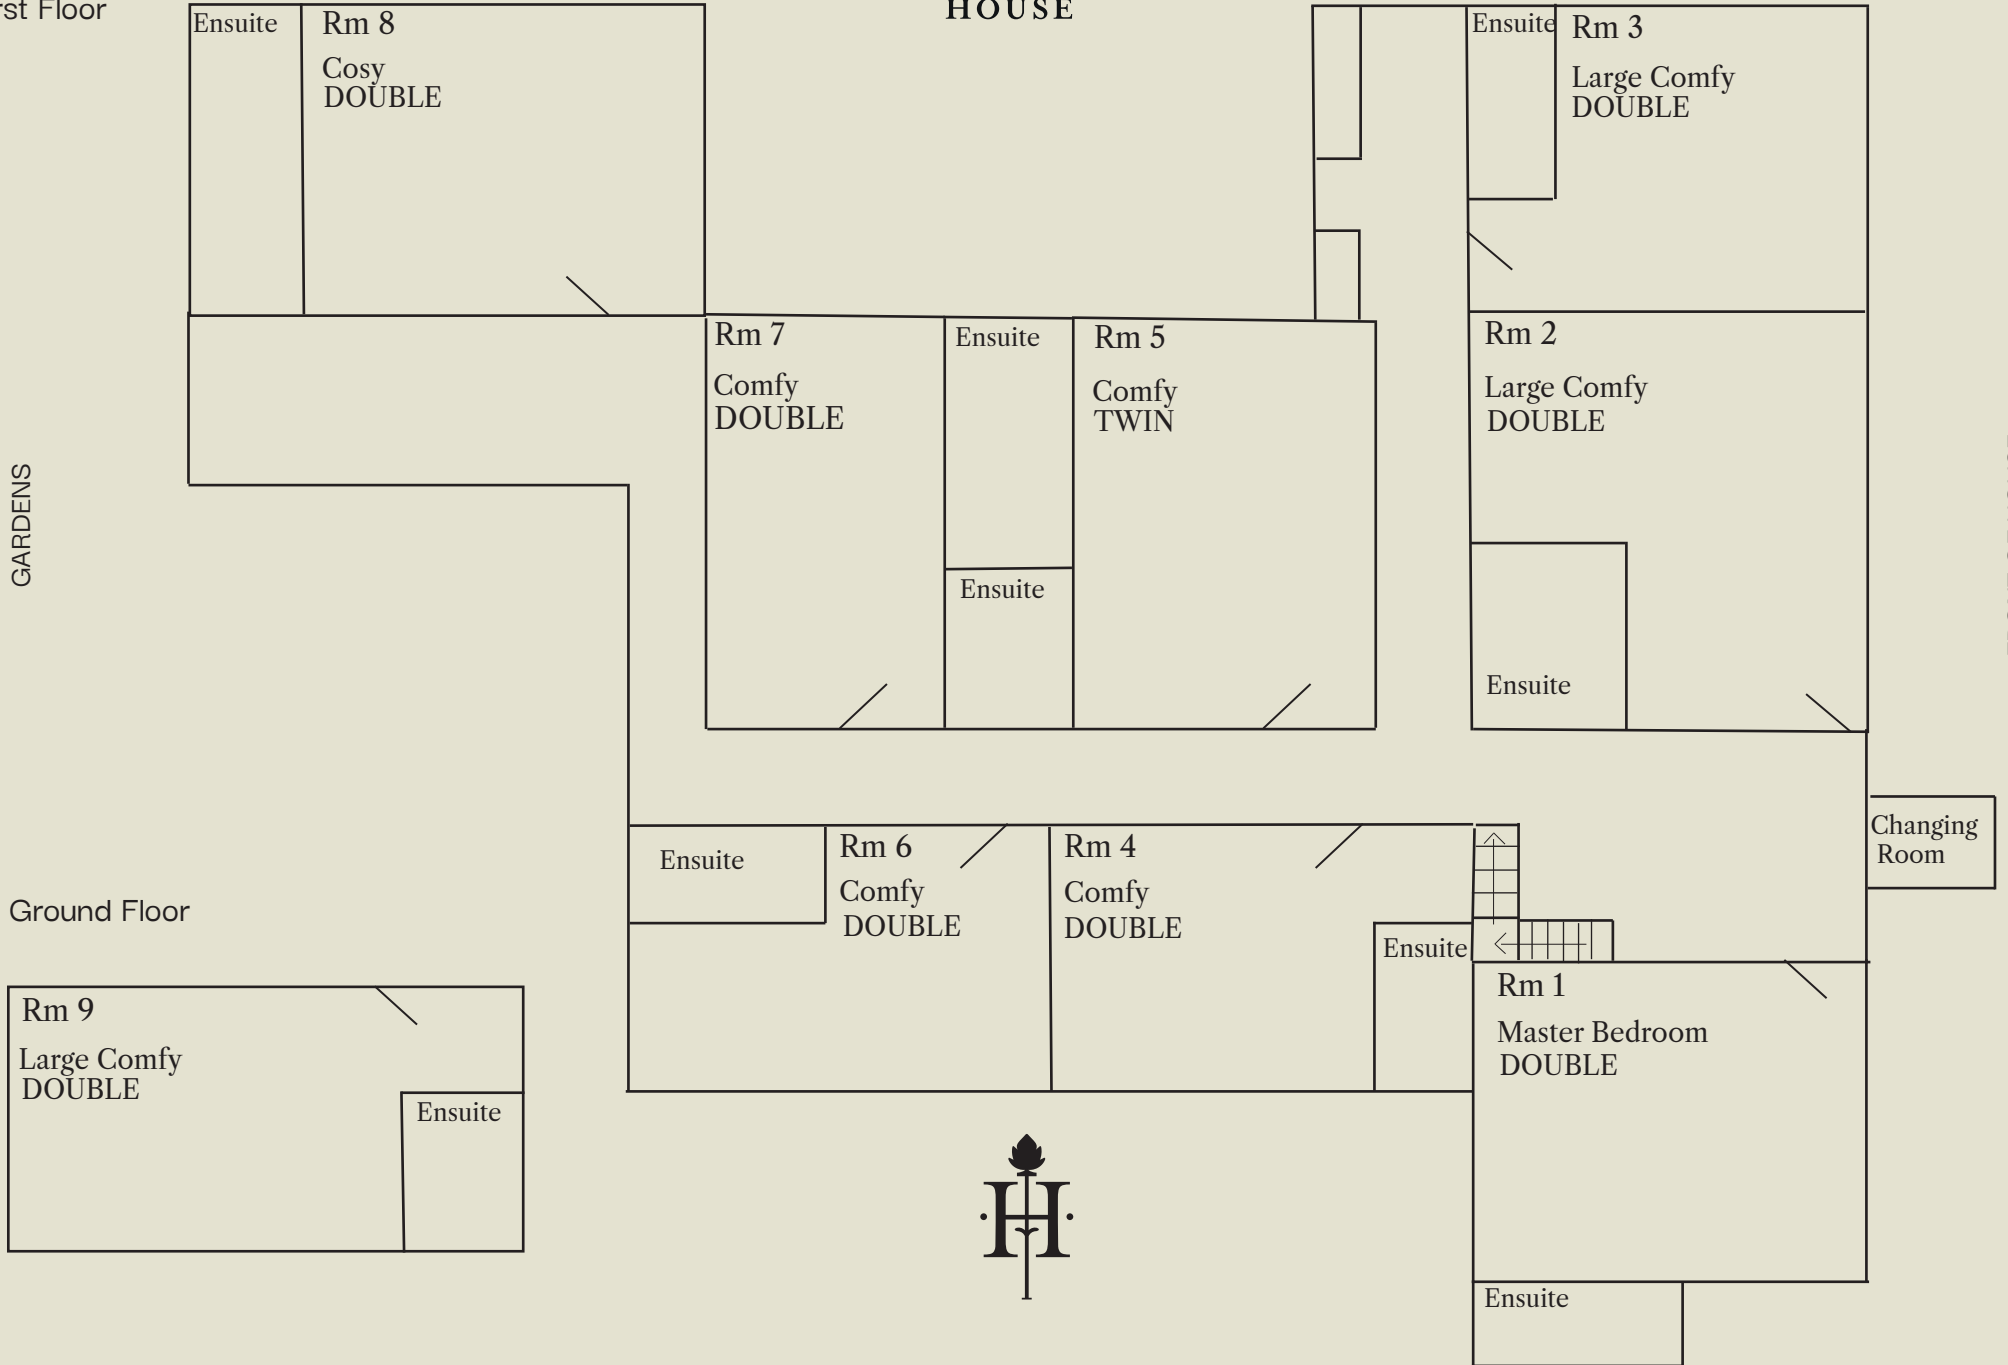 rst Floor
HOUSE
Ensuite
Rm 8
Cosy
DOUBLE
Ensuite
Rm 3
Large Comfy
DOUBLE
Rm 7
Comfy
DOUBLE
Ensuite
Ensuite
Rm 5
Comfy
TWIN
Rm 2
Large Comfy
DOUBLE
Ensuite
GARDENS
Changing
Room
Ensuite
Rm 6
Comfy
DOUBLE
Rm 4
Comfy
DOUBLE
Ensuite
Ground Floor
Rm 9
Large Comfy
DOUBLE
Ensuite
Rm 1
Master Bedroom
DOUBLE
H
Ensuite